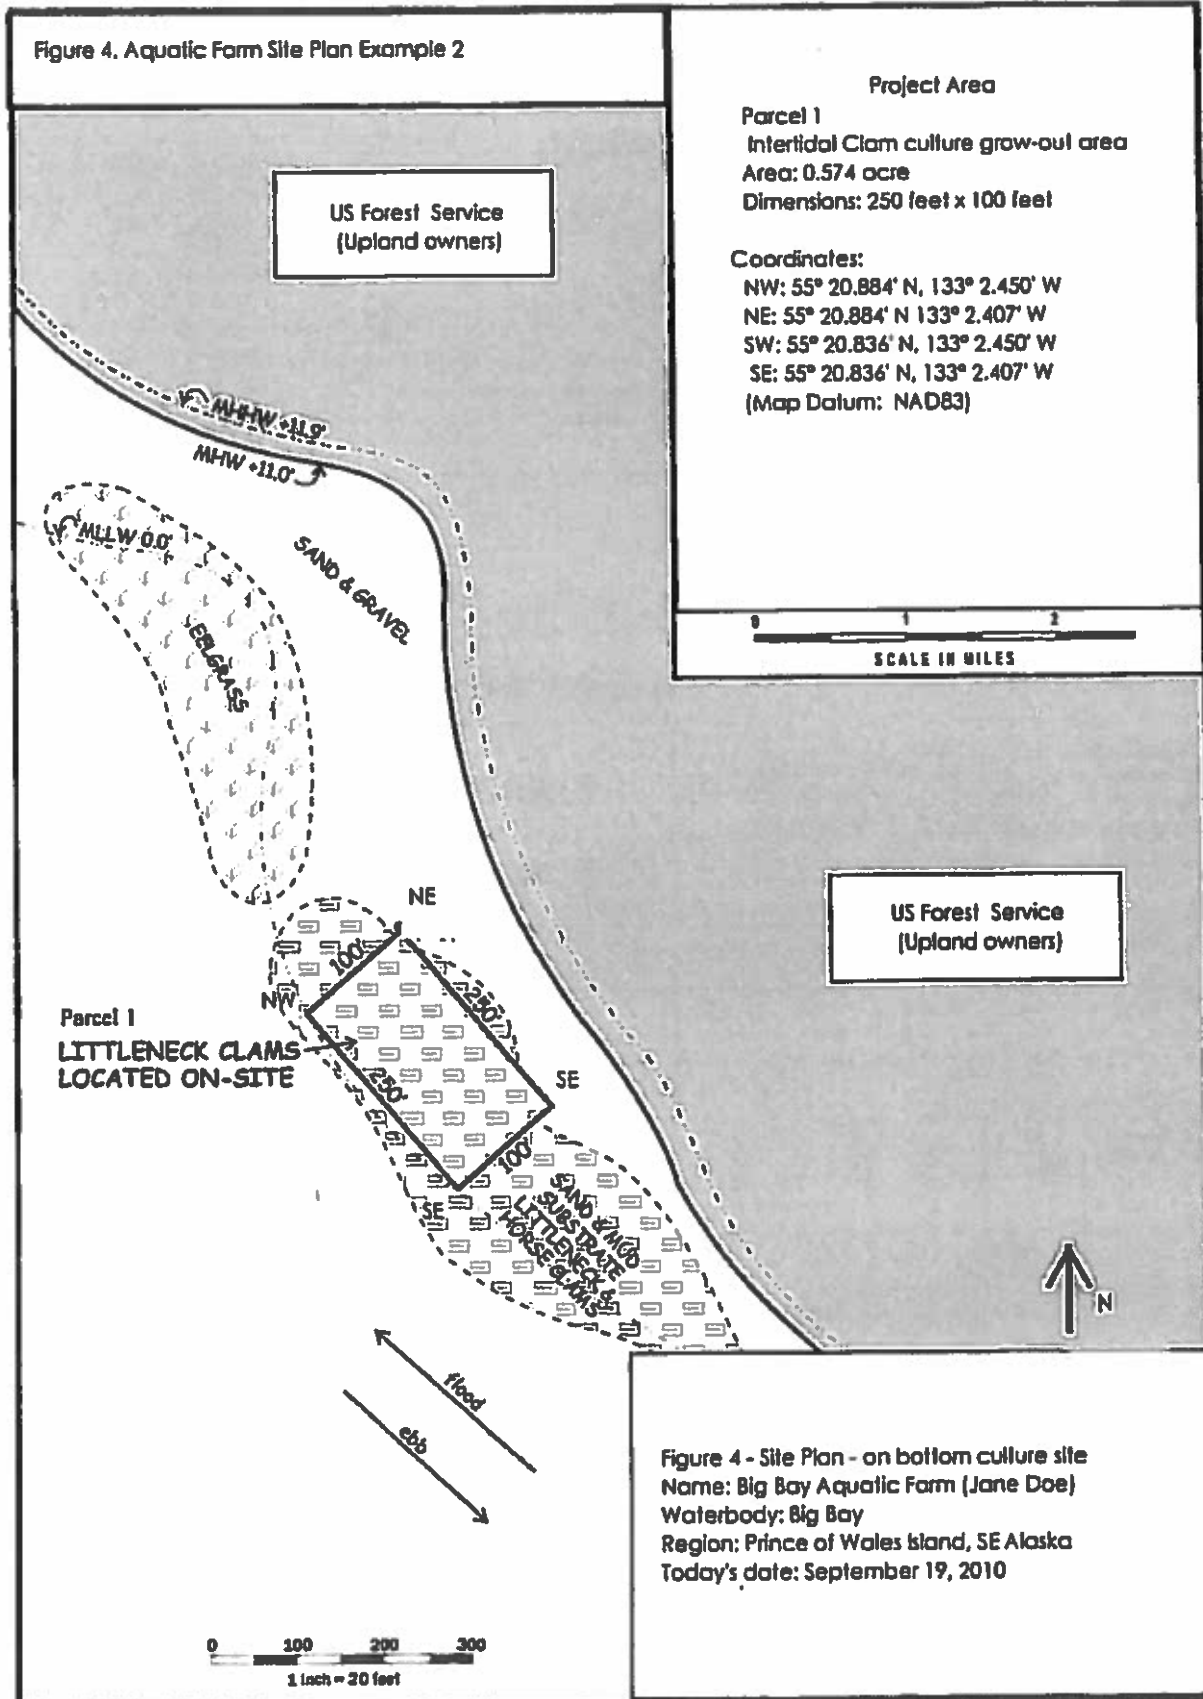 Figure 4. Aquatic Farm Site Plan Example 2
Project Area
Parcel 1
Intertidal Clam culture grow-out area
Area: 0.574 acre
Dimensions: 250 feet x 100 feet
Coordinates:
NW: 55° 20.884' N, 133° 2.450' W
NE: 55° 20.884' N 133° 2.407' W
SW: 55° 20.836' N, 133° 2.450' W
SE: 55° 20.836' N, 133° 2.407' W
(Map Datum: NAD83)
0 1 2
SCALE IN MILES
US Forest Service
(Upland owners)
MHHW +11.9'
MHW +11.0'
MLLW 0.0'
SAND & GRAVEL
EELGRASS
US Forest Service
(Upland owners)
NE
100'
NW
250'
Parcel 1
LITTLENECK CLAMS
LOCATED ON-SITE
250'
SE
100'
SE
SAND & MUD
SUBSTRATE
LITTLENECK &
HORSE CLAMS
flood
ebb
N
Figure 4 - Site Plan - on bottom culture site
Name: Big Bay Aquatic Farm (Jane Doe)
Waterbody: Big Bay
Region: Prince of Wales Island, SE Alaska
Today's date: September 19, 2010
0 100 200 300
1 inch = 20 feet